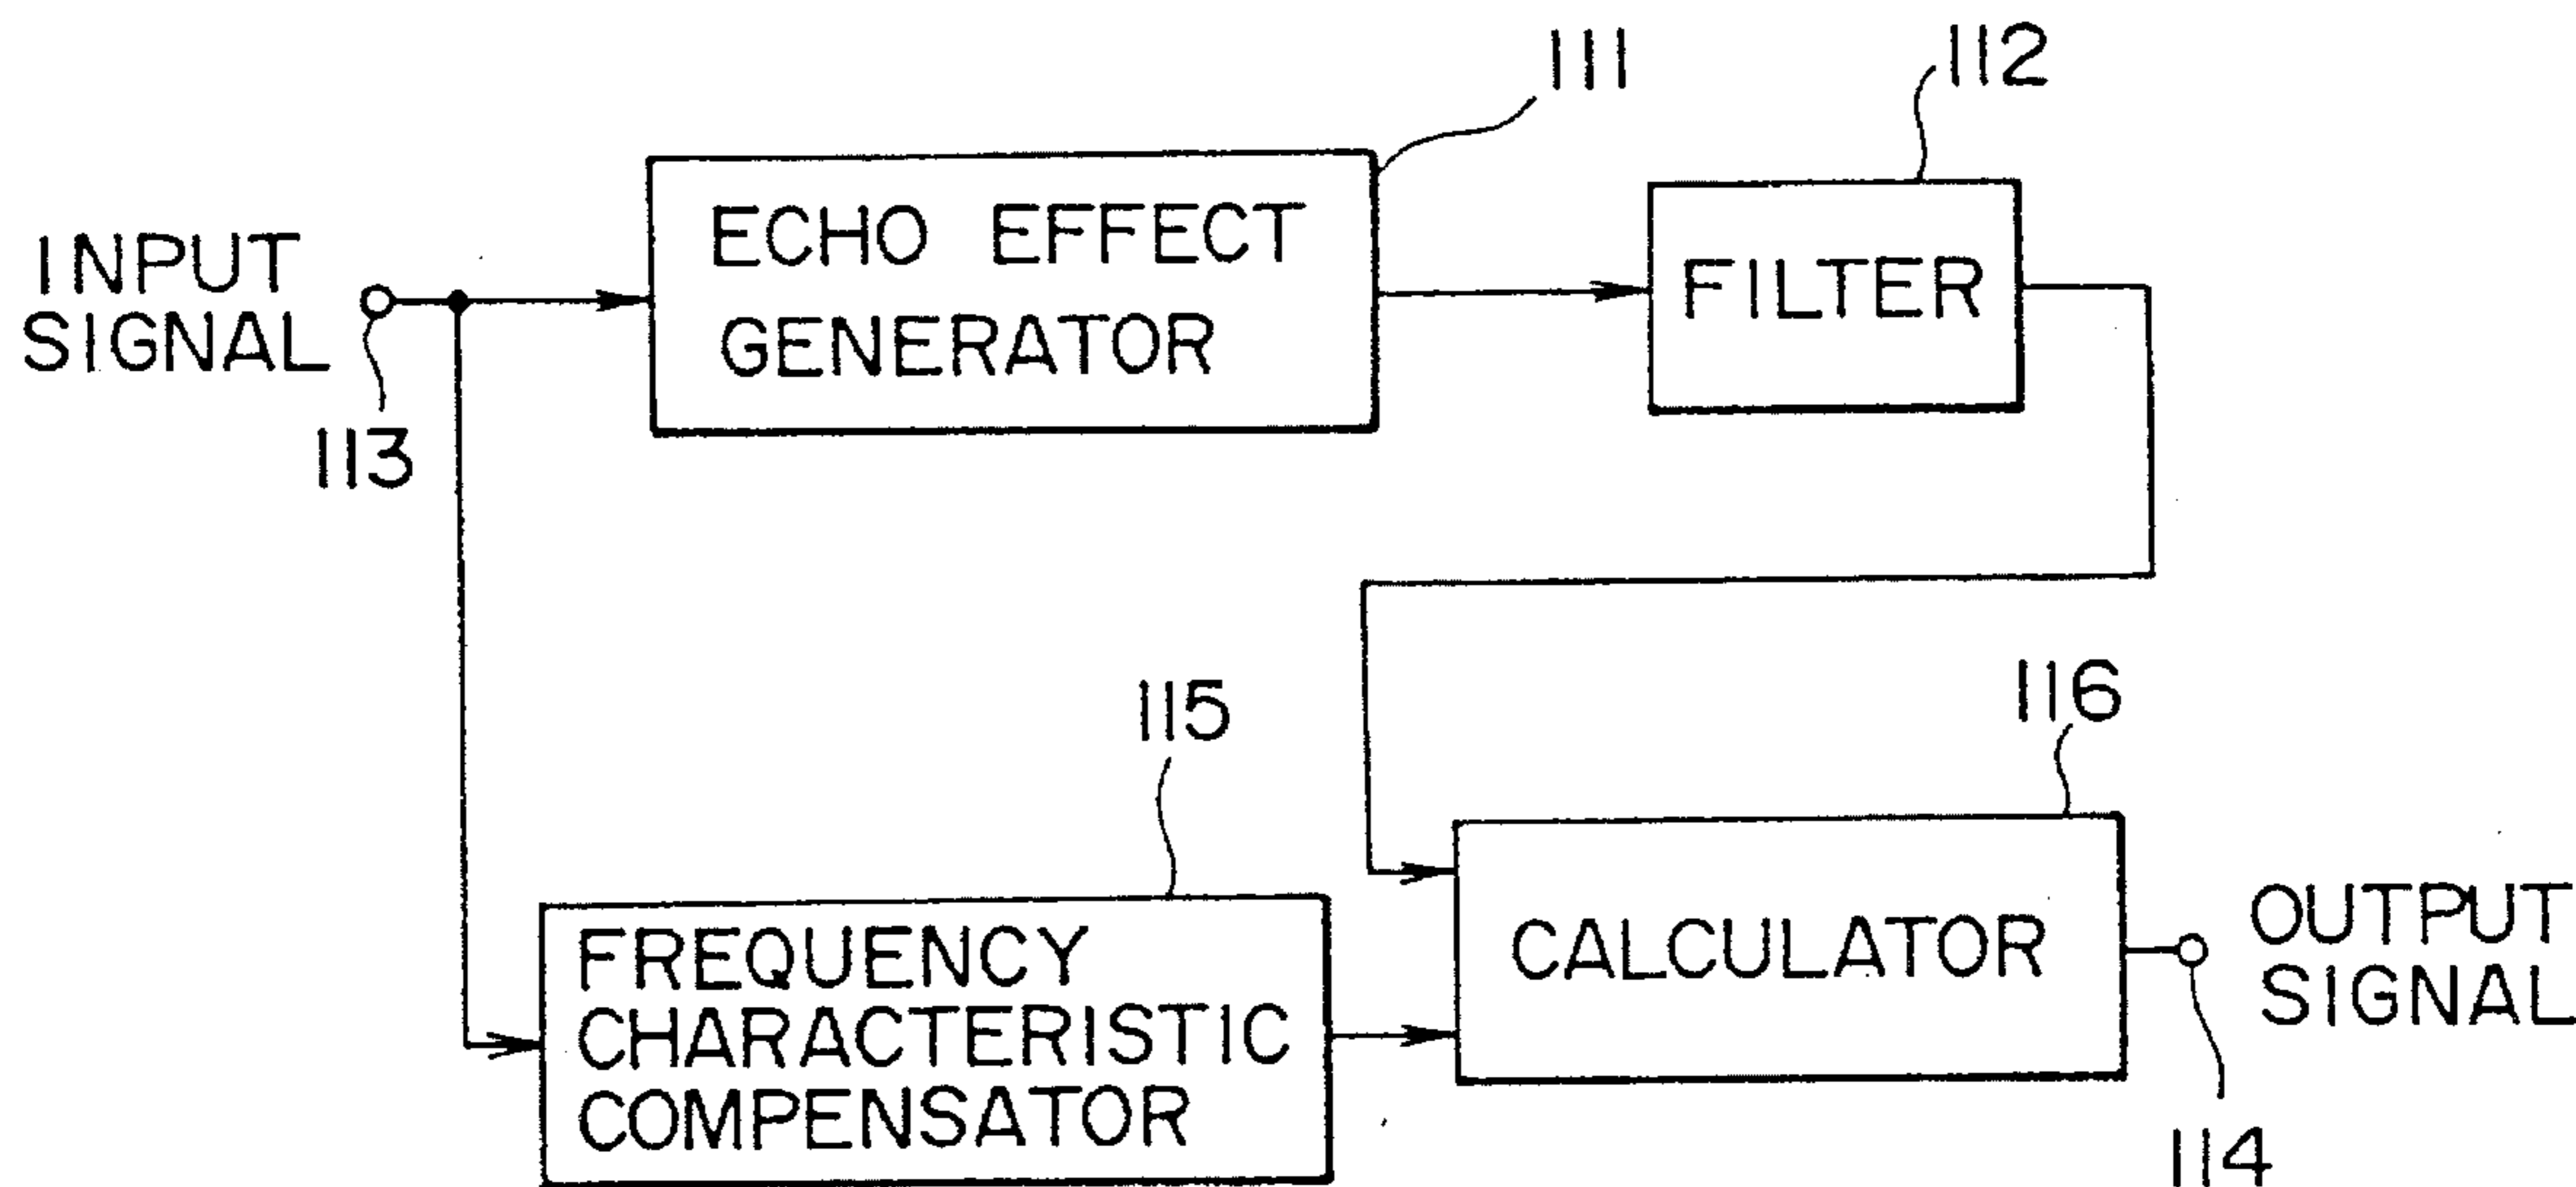 111
112
ECHO EFFECT
GENERATOR
FILTER
INPUT
SIGNAL
113
115
116
FREQUENCY
CHARACTERISTIC
COMPENSATOR
CALCULATOR
OUTPUT
SIGNAL
114